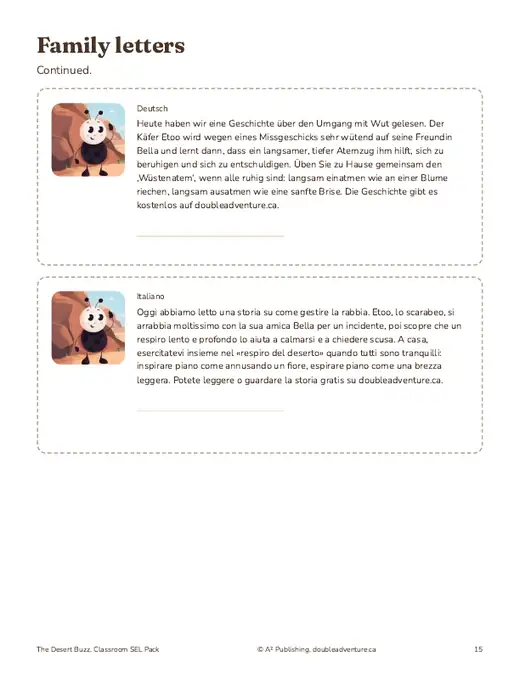 Family letters
Continued.
Deutsch
Heute haben wir eine Geschichte über den Umgang mit Wut gelesen. Der
Käfer Etoo wird wegen eines Missgeschicks sehr wütend auf seine Freundin
Bella und lernt dann, dass ein langsamer, tiefer Atemzug ihm hilft, sich zu
beruhigen und sich zu entschuldigen. Üben Sie zu Hause gemeinsam den
‚Wüstenatem‘, wenn alle ruhig sind: langsam einatmen wie an einer Blume
riechen, langsam ausatmen wie eine sanfte Brise. Die Geschichte gibt es
kostenlos auf doubleadventure.ca.
Italiano
Oggi abbiamo letto una storia su come gestire la rabbia. Etoo, lo scarabeo, si
arrabbia moltissimo con la sua amica Bella per un incidente, poi scopre che un
respiro lento e profondo lo aiuta a calmarsi e a chiedere scusa. A casa,
esercitatevi insieme nel «respiro del deserto» quando tutti sono tranquilli:
inspirare piano come annusando un fiore, espirare piano come una brezza
leggera. Potete leggere o guardare la storia gratis su doubleadventure.ca.
The Desert Buzz, Classroom SEL Pack
© A² Publishing, doubleadventure.ca
15